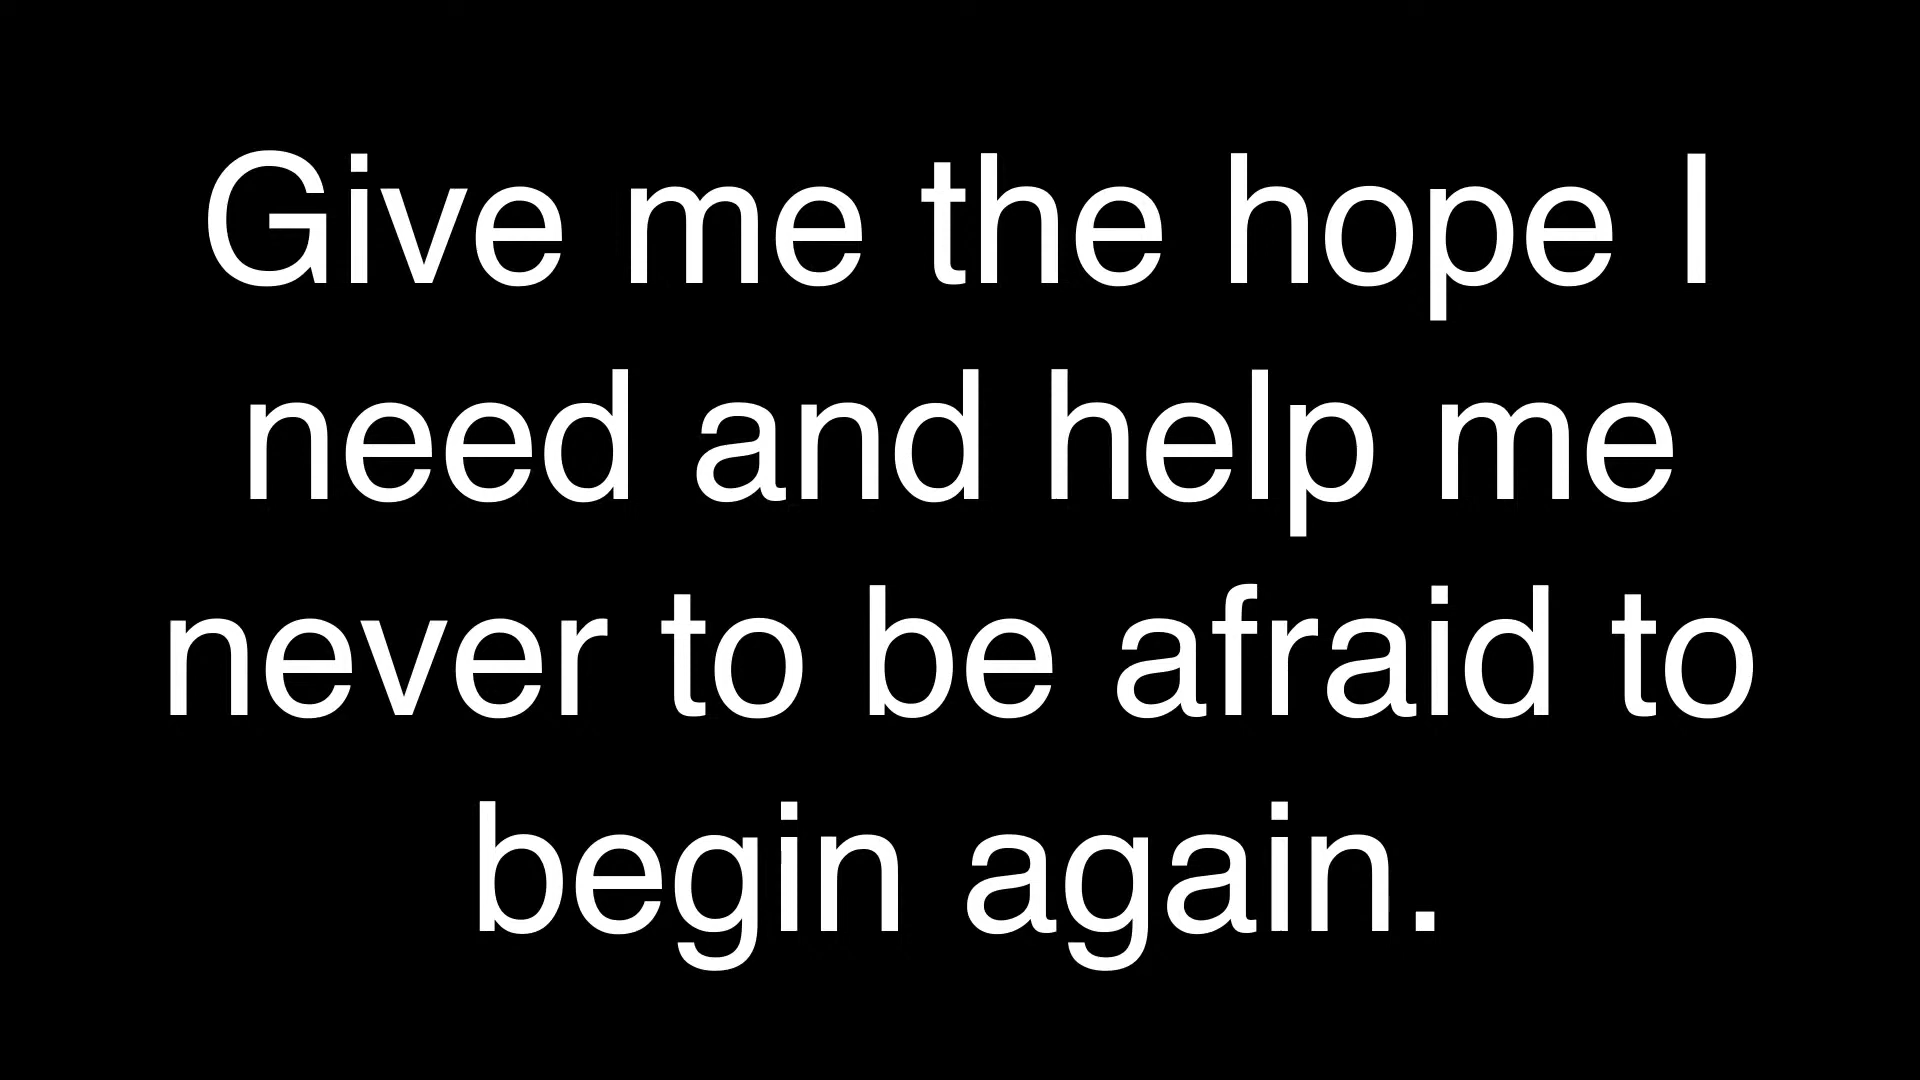 Give me the hope I
need and help me
never to be afraid to
begin again.